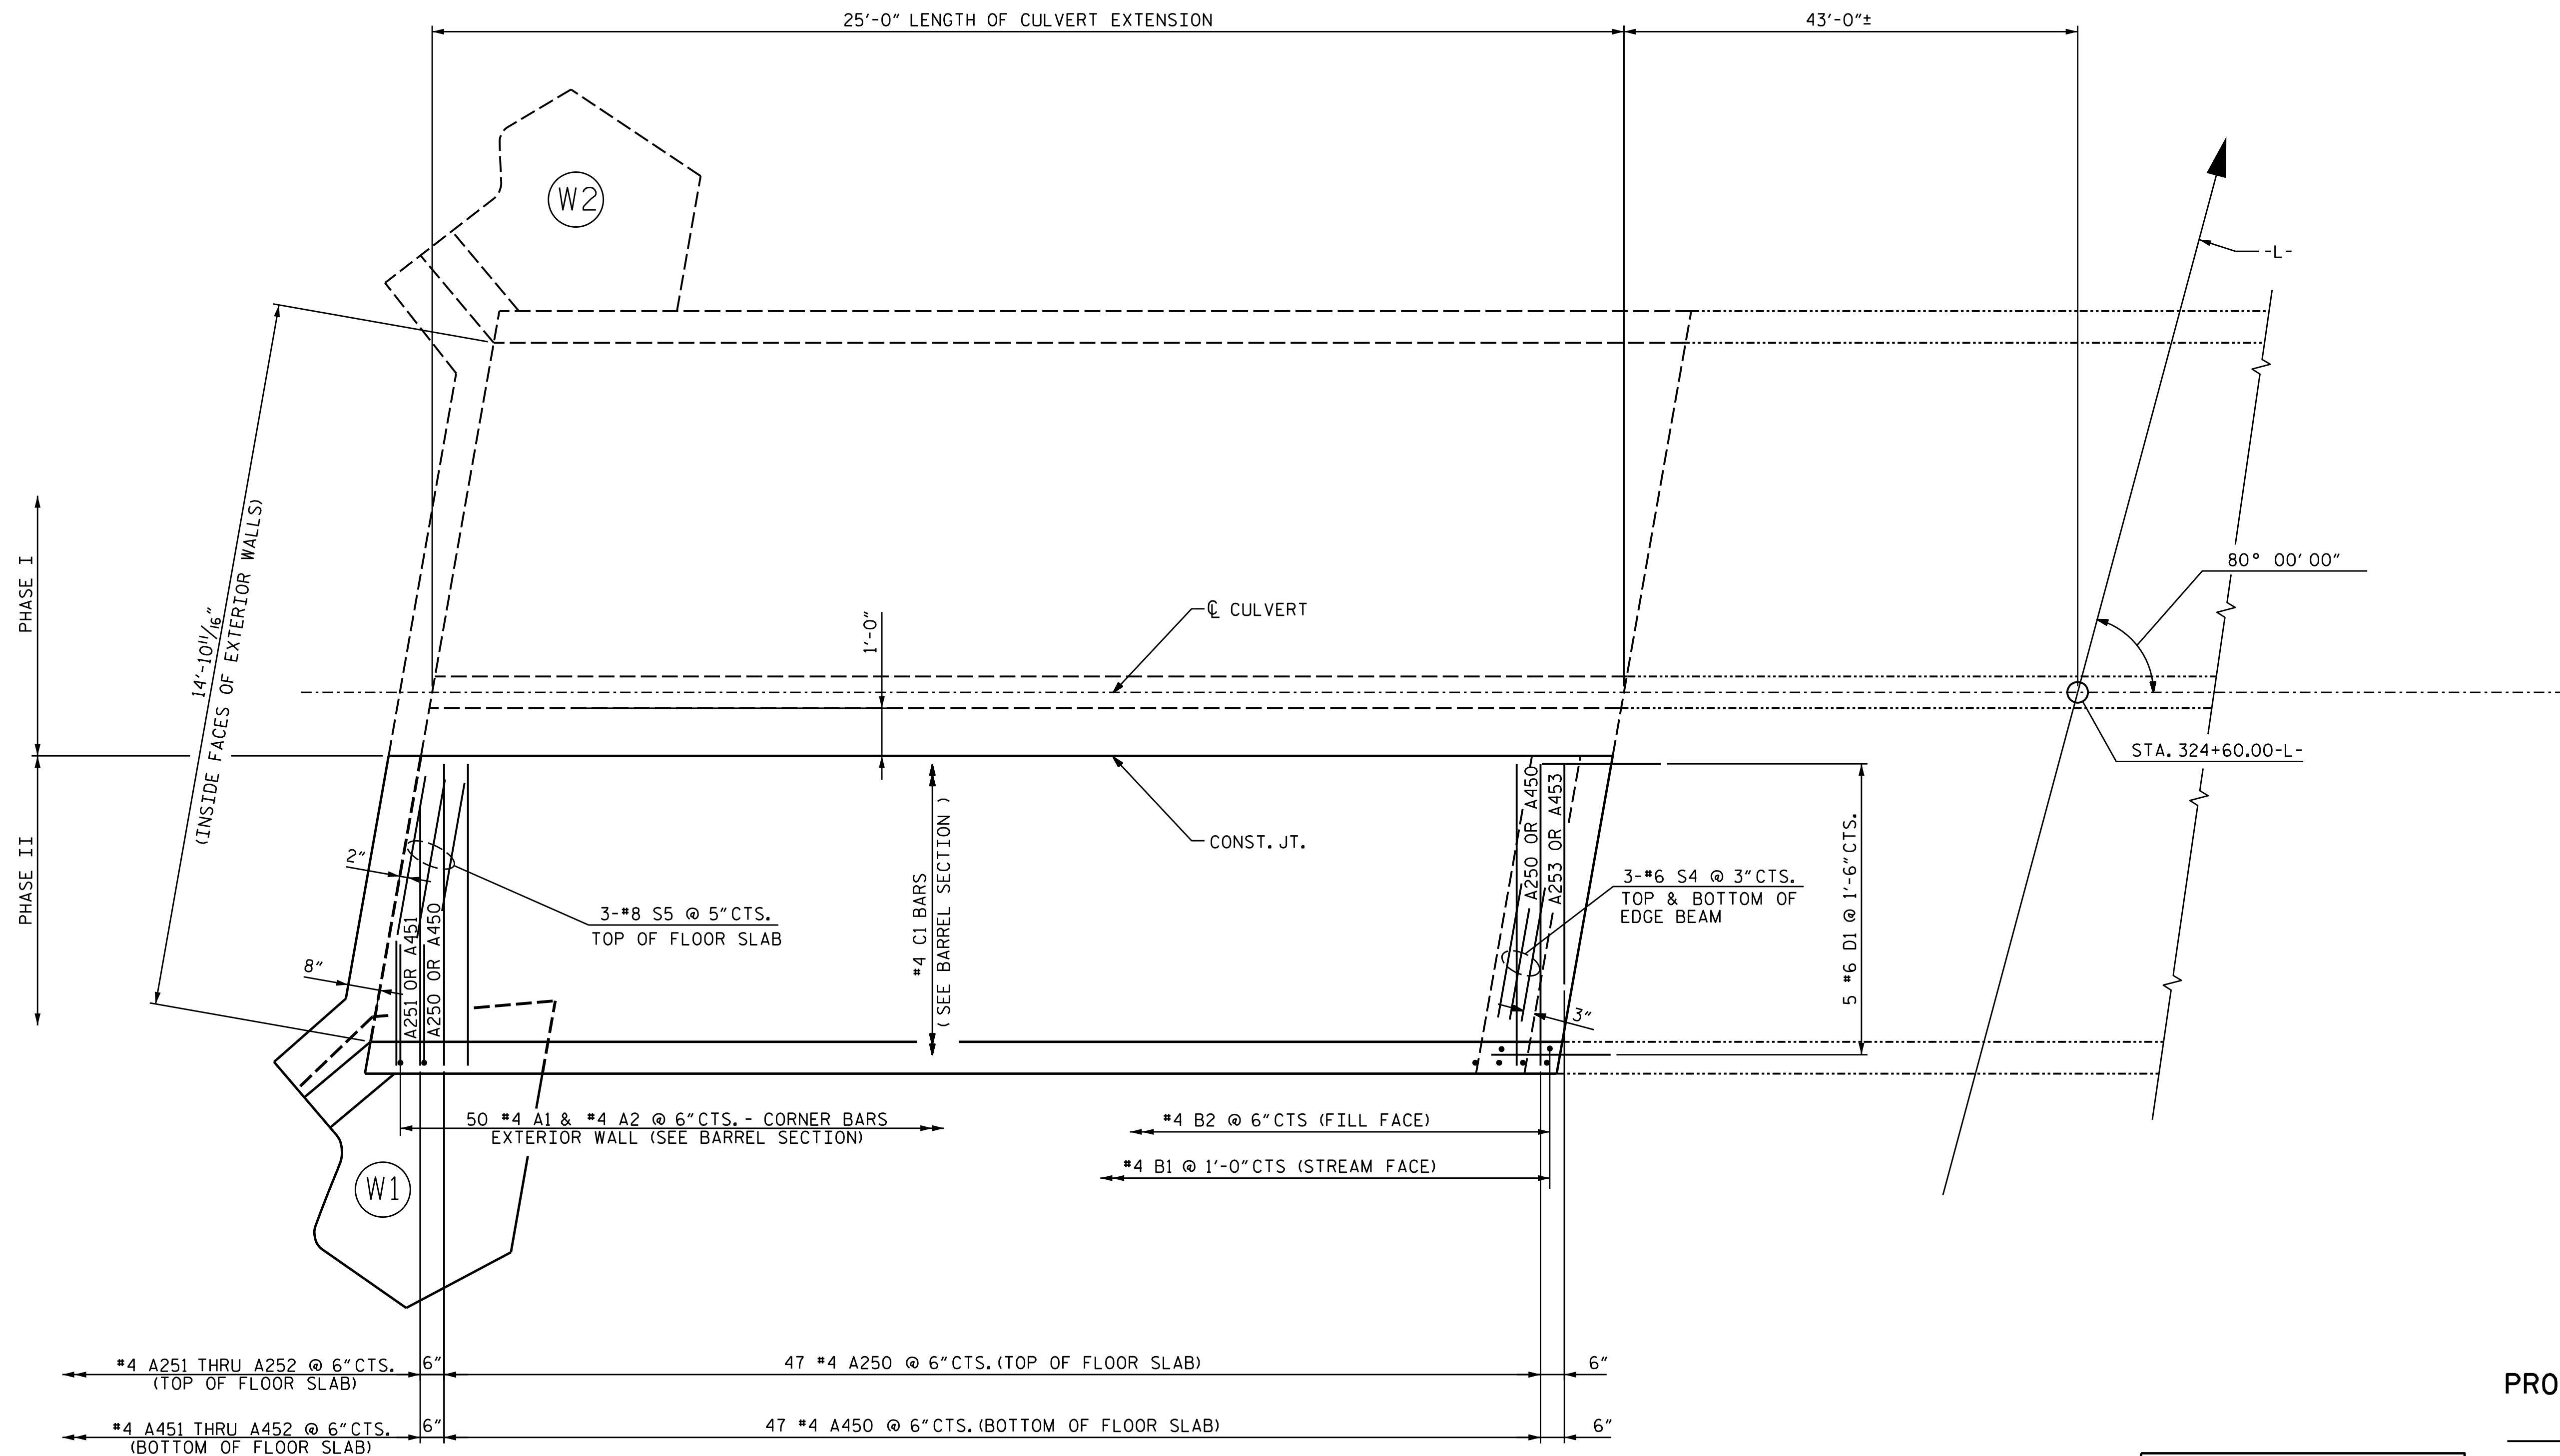 25'-0" LENGTH OF CULVERT EXTENSION
43'-0"±
W2
-L-
80° 00' 00"
PHASE I
14'-10 11/16"
(INSIDE FACES OF EXTERIOR WALLS)
1'-0"
℄ CULVERT
STA. 324+60.00-L-
PHASE II
2"
8"
A251 OR A451
A250 OR A450
3-#8 S5 @ 5"CTS.
TOP OF FLOOR SLAB
#4 C1 BARS
( SEE BARREL SECTION )
CONST. JT.
A250 OR A450
A253 OR A453
3-#6 S4 @ 3"CTS.
TOP & BOTTOM OF
EDGE BEAM
5 #6 D1 @ 1'-6"CTS.
3"
50 #4 A1 & #4 A2 @ 6"CTS. - CORNER BARS
EXTERIOR WALL (SEE BARREL SECTION)
#4 B2 @ 6"CTS (FILL FACE)
#4 B1 @ 1'-0"CTS (STREAM FACE)
W1
#4 A251 THRU A252 @ 6"CTS.
(TOP OF FLOOR SLAB)
6"
47 #4 A250 @ 6"CTS. (TOP OF FLOOR SLAB)
6"
PRO
#4 A451 THRU A452 @ 6"CTS.
(BOTTOM OF FLOOR SLAB)
6"
47 #4 A450 @ 6"CTS. (BOTTOM OF FLOOR SLAB)
6"